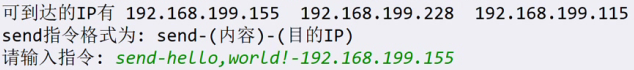 可到达的IP有 192.168.199.155  192.168.199.228  192.168.199.115
send指令格式为: send-(内容)-(目的IP)
请输入指令: send-hello,world!-192.168.199.155